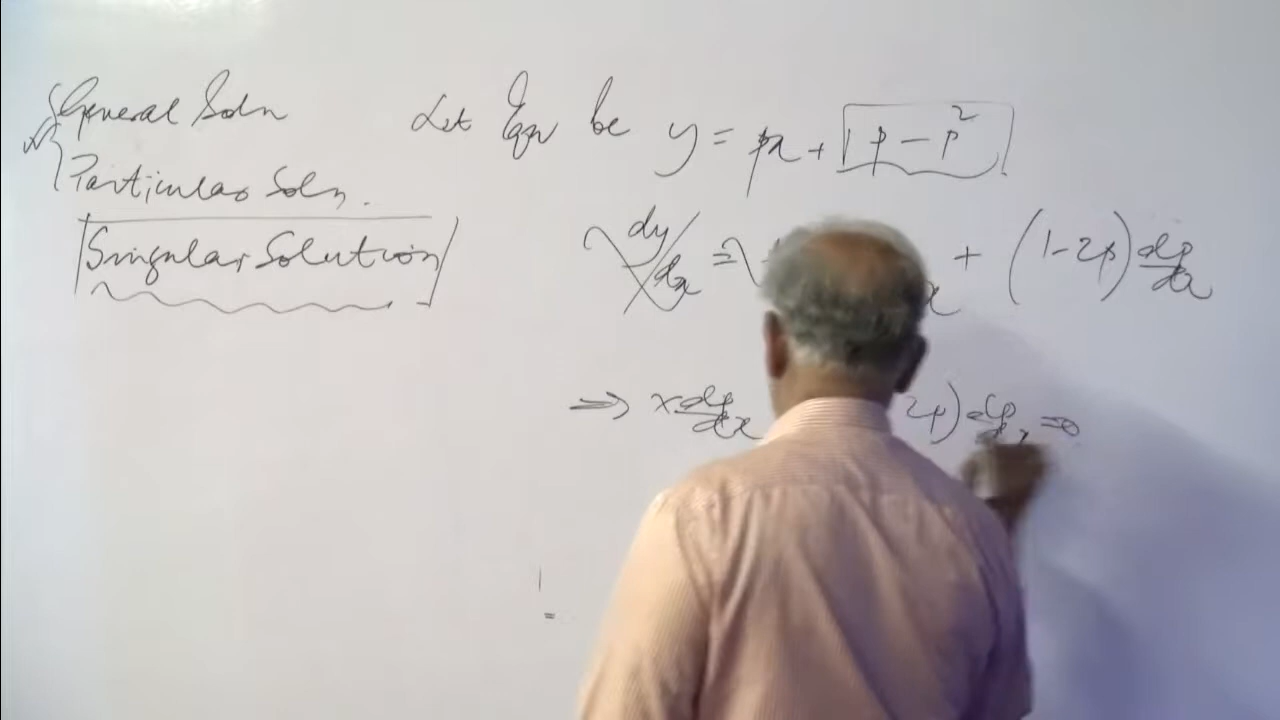 General Soln
Particular Soln.
Singular Solution
Let Eqn be y = px + p - p²
dy/dx = x + (1-2p) dp/dx
⇒ x dp/dx 2p) dp/dx = 0